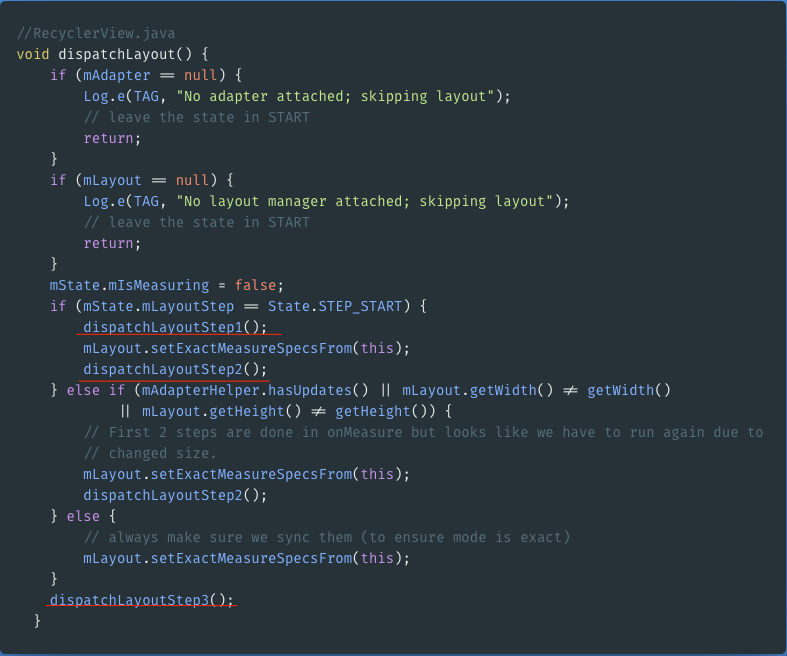 //RecyclerView.java
void dispatchLayout() {
    if (mAdapter == null) {
        Log.e(TAG, "No adapter attached; skipping layout");
        // leave the state in START
        return;
    }
    if (mLayout == null) {
        Log.e(TAG, "No layout manager attached; skipping layout");
        // leave the state in START
        return;
    }
    mState.mIsMeasuring = false;
    if (mState.mLayoutStep == State.STEP_START) {
        dispatchLayoutStep1();
        mLayout.setExactMeasureSpecsFrom(this);
        dispatchLayoutStep2();
    } else if (mAdapterHelper.hasUpdates() || mLayout.getWidth() != getWidth()
            || mLayout.getHeight() != getHeight()) {
        // First 2 steps are done in onMeasure but looks like we have to run again due to
        // changed size.
        mLayout.setExactMeasureSpecsFrom(this);
        dispatchLayoutStep2();
    } else {
        // always make sure we sync them (to ensure mode is exact)
        mLayout.setExactMeasureSpecsFrom(this);
    }
    dispatchLayoutStep3();
  }